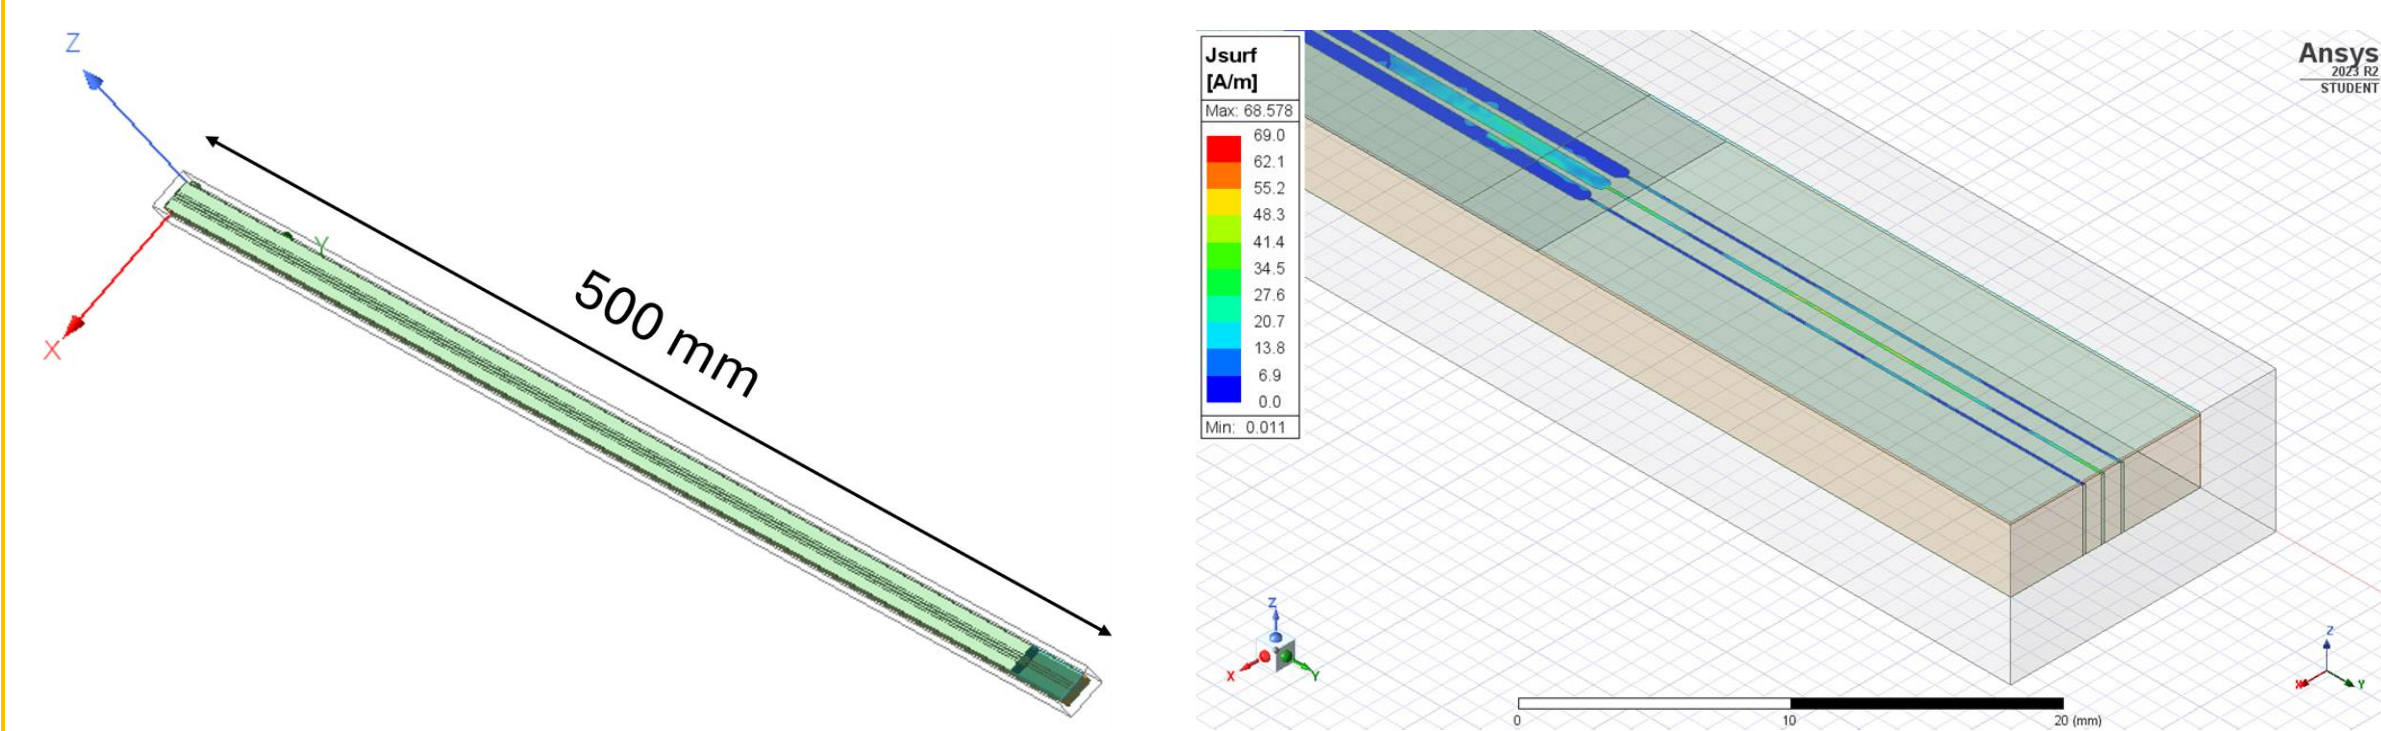 Z
Y
X
500 mm
Jsurf
[A/m]
Max: 68.578
69.0
62.1
55.2
48.3
41.4
34.5
27.6
20.7
13.8
6.9
0.0
Min: 0.011
Ansys
2023 R2
STUDENT
Z
X
Y
Z
X
Y
0
10
20 (mm)